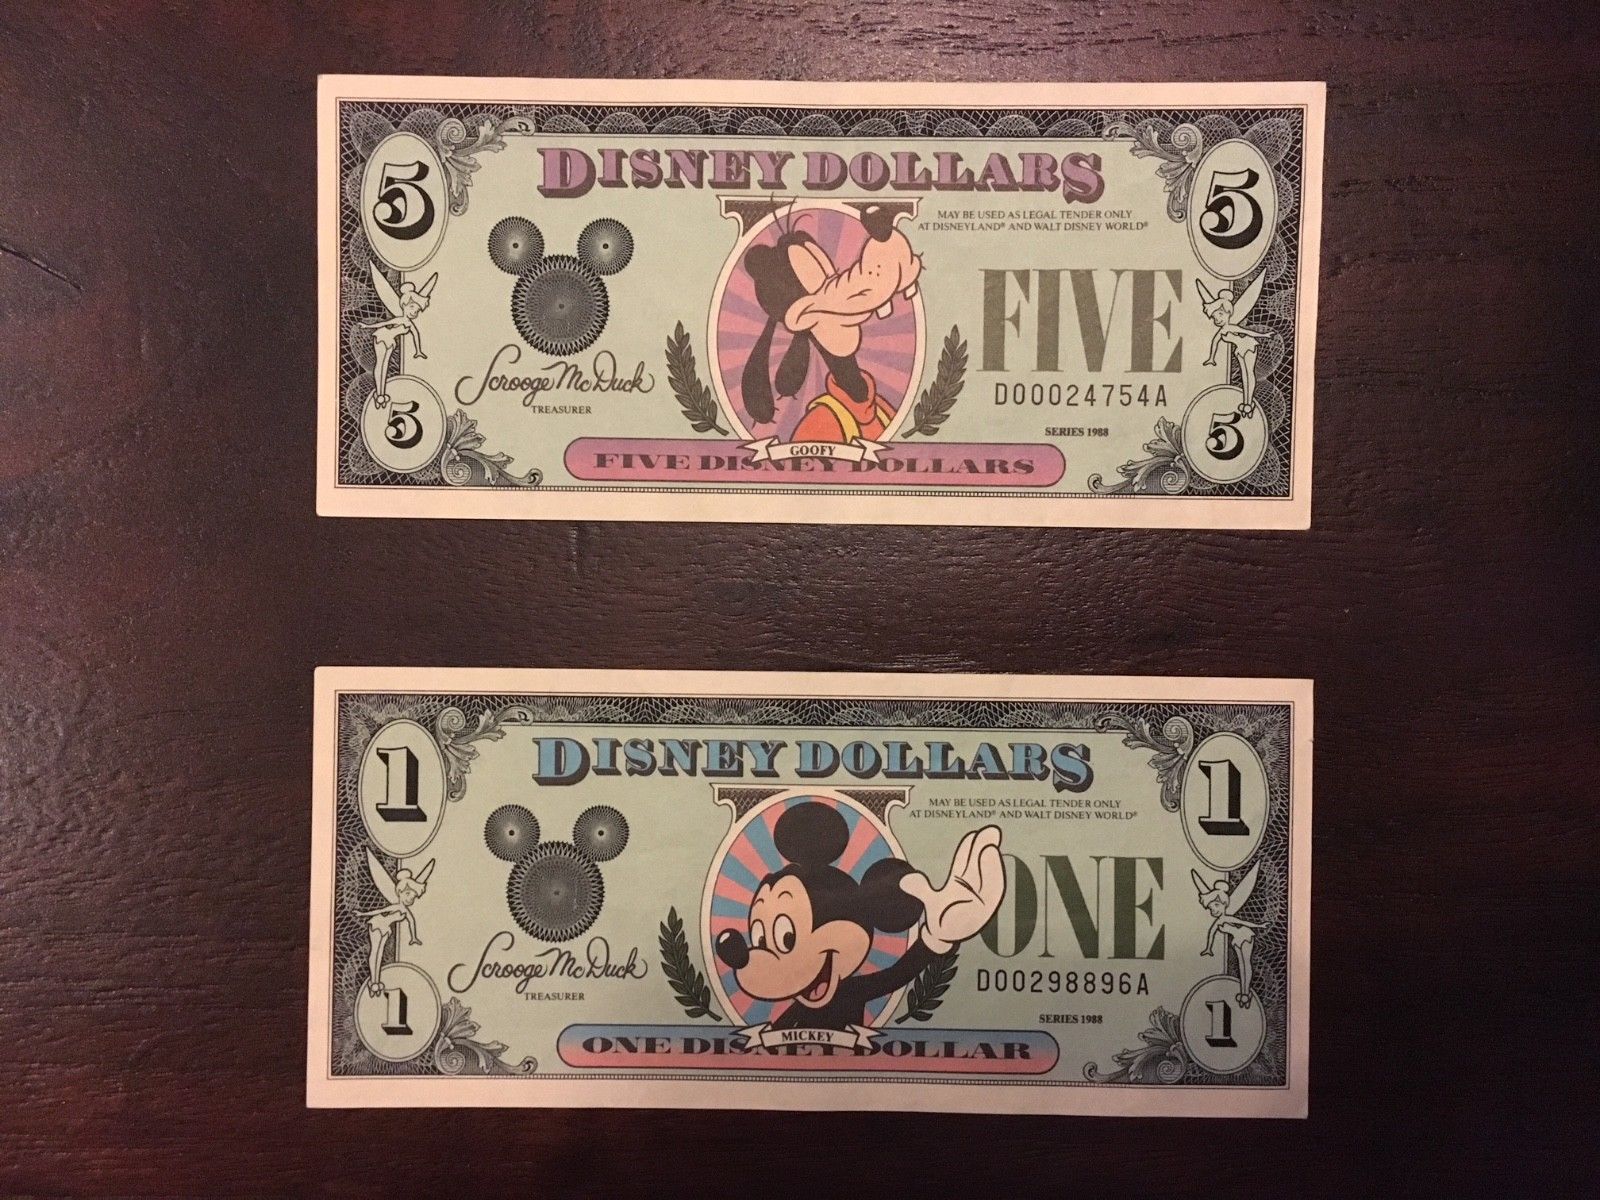 5 DISNEY DOLLARS 5
MAY BE USED AS LEGAL TENDER ONLY
AT DISNEYLAND® AND WALT DISNEY WORLD®
FIVE
Scrooge McDuck
TREASURER
D00024754A
SERIES 1988
5 5
GOOFY
FIVE DISNEY DOLLARS
1 DISNEY DOLLARS 1
MAY BE USED AS LEGAL TENDER ONLY
AT DISNEYLAND® AND WALT DISNEY WORLD®
ONE
Scrooge McDuck
TREASURER
D00298896A
SERIES 1988
1 1
MICKEY
ONE DISNEY DOLLAR